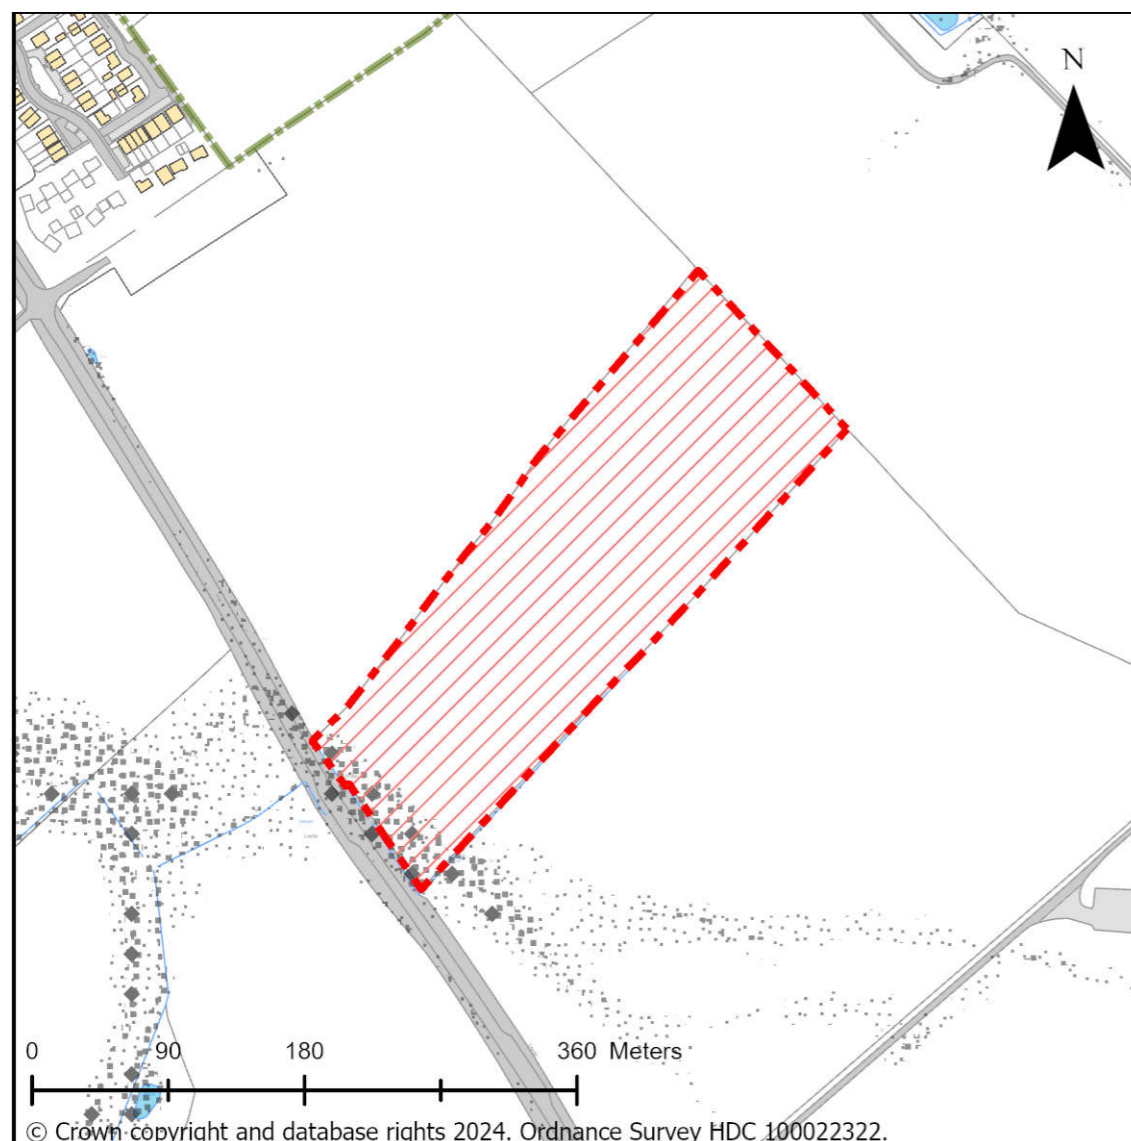 N
0 90 180 360 Meters
© Crown copyright and database rights 2024. Ordnance Survey HDC 100022322.